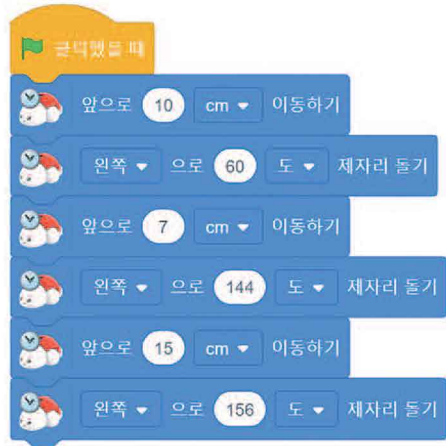 클릭했을 때
앞으로 10 cm 이동하기
왼쪽 으로 60 도 제자리 돌기
앞으로 7 cm 이동하기
왼쪽 으로 144 도 제자리 돌기
앞으로 15 cm 이동하기
왼쪽 으로 156 도 제자리 돌기